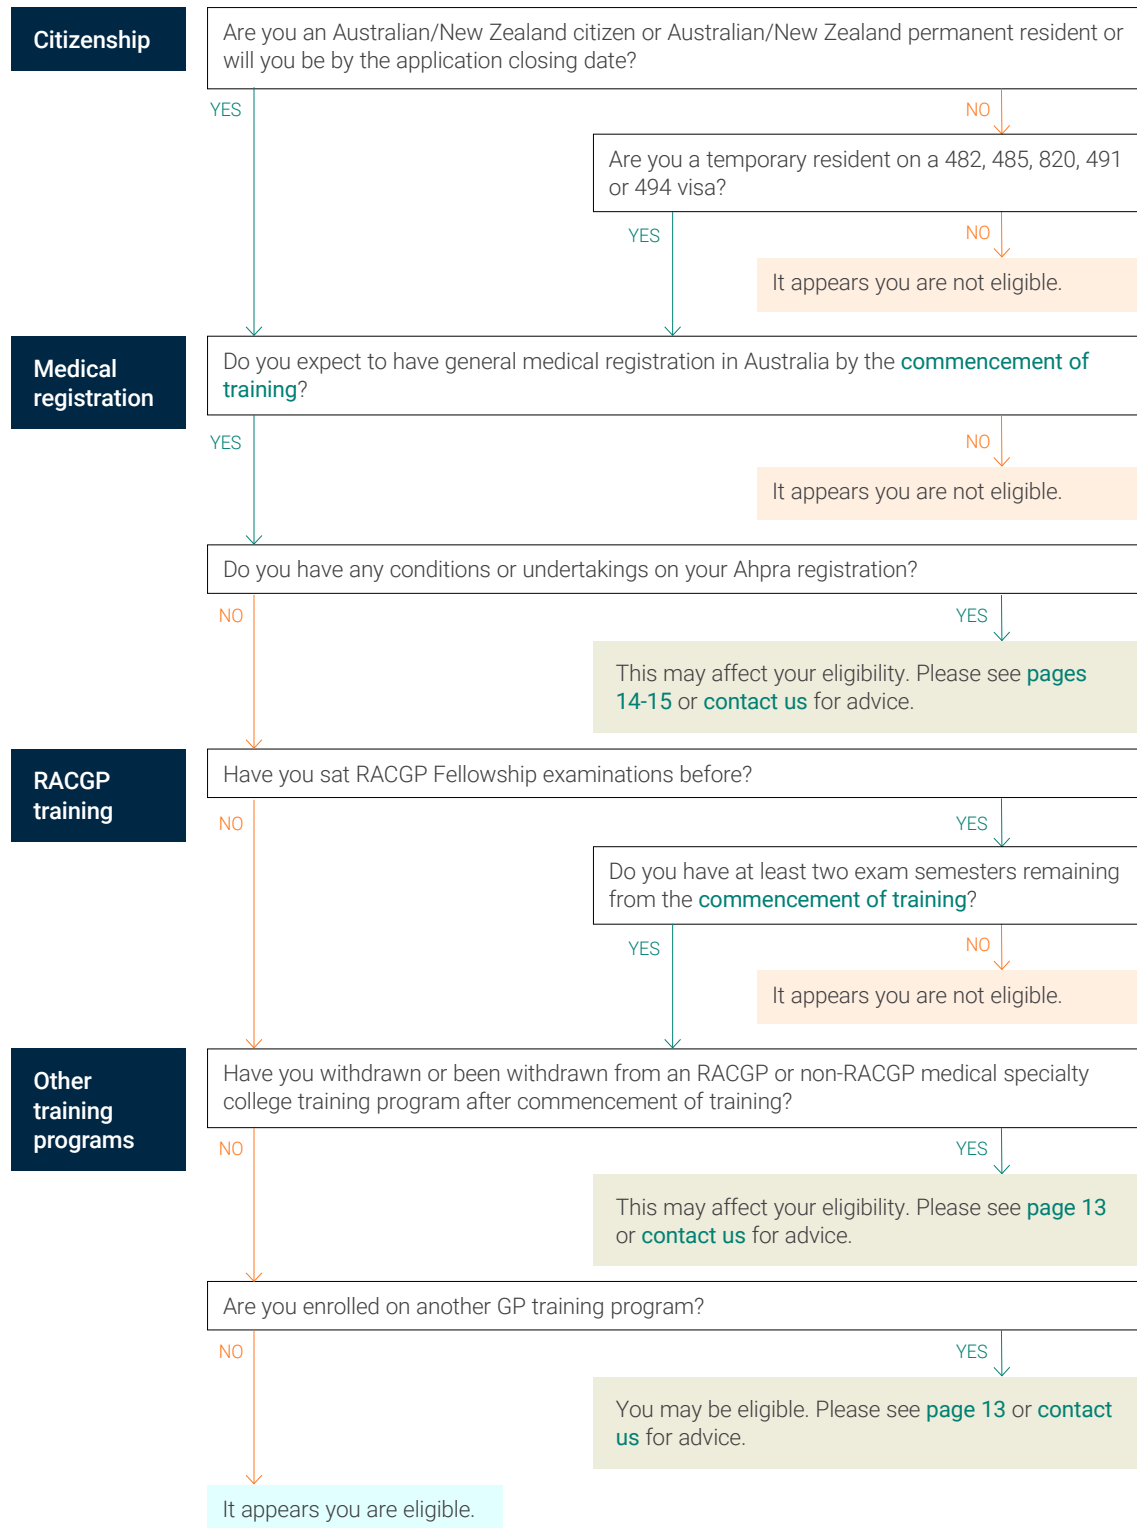 Citizenship
Are you an Australian/New Zealand citizen or Australian/New Zealand permanent resident or
will you be by the application closing date?
YES
NO
Are you a temporary resident on a 482, 485, 820, 491
or 494 visa?
YES
NO
It appears you are not eligible.
Medical
registration
Do you expect to have general medical registration in Australia by the commencement of
training?
YES
NO
It appears you are not eligible.
Do you have any conditions or undertakings on your Ahpra registration?
NO
YES
This may affect your eligibility. Please see pages
14-15 or contact us for advice.
RACGP
training
Have you sat RACGP Fellowship examinations before?
NO
YES
Do you have at least two exam semesters remaining
from the commencement of training?
YES
NO
It appears you are not eligible.
Other
training
programs
Have you withdrawn or been withdrawn from an RACGP or non-RACGP medical specialty
college training program after commencement of training?
NO
YES
This may affect your eligibility. Please see page 13
or contact us for advice.
Are you enrolled on another GP training program?
NO
YES
You may be eligible. Please see page 13 or contact
us for advice.
It appears you are eligible.